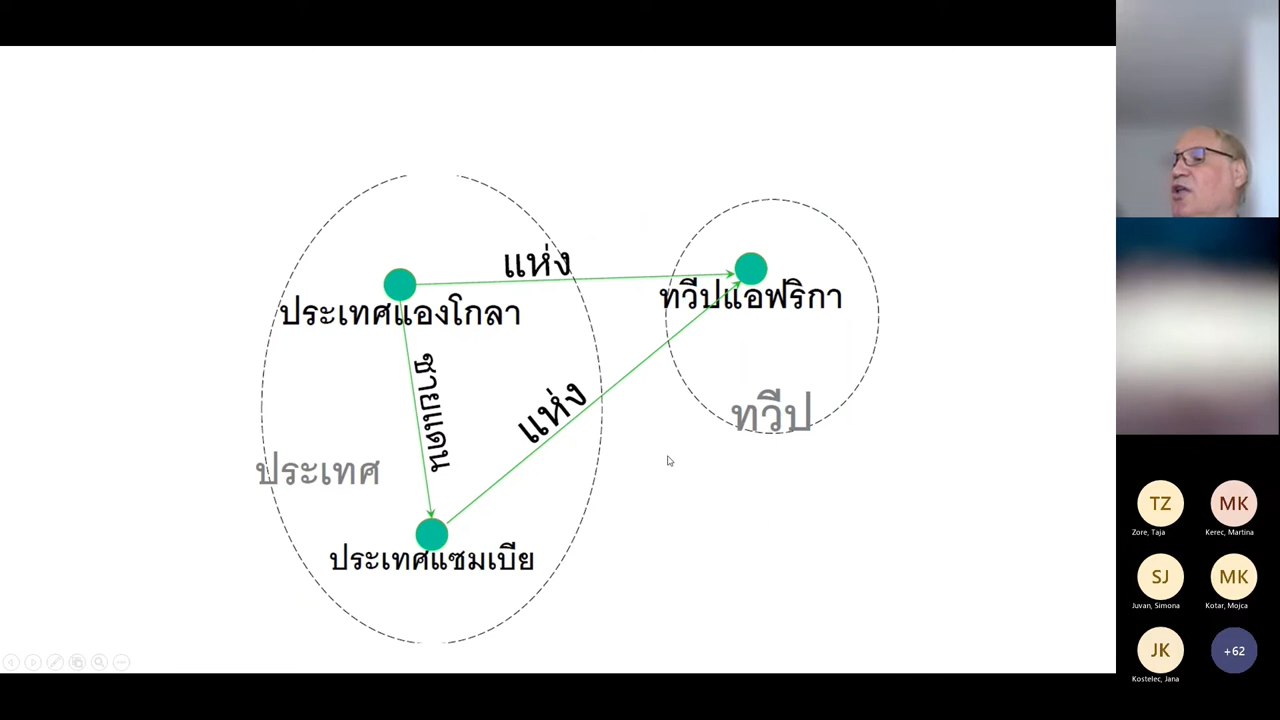 แห่ง
ประเทศแองโกลา
ทวีปแอฟริกา
ชายแดน
แห่ง
ทวีป
ประเทศ
ประเทศแซมเบีย
TZ
Zore, Taja
MK
Kerec, Martina
SJ
Juvan, Simona
MK
Kotar, Mojca
JK
Kostelec, Jana
+62